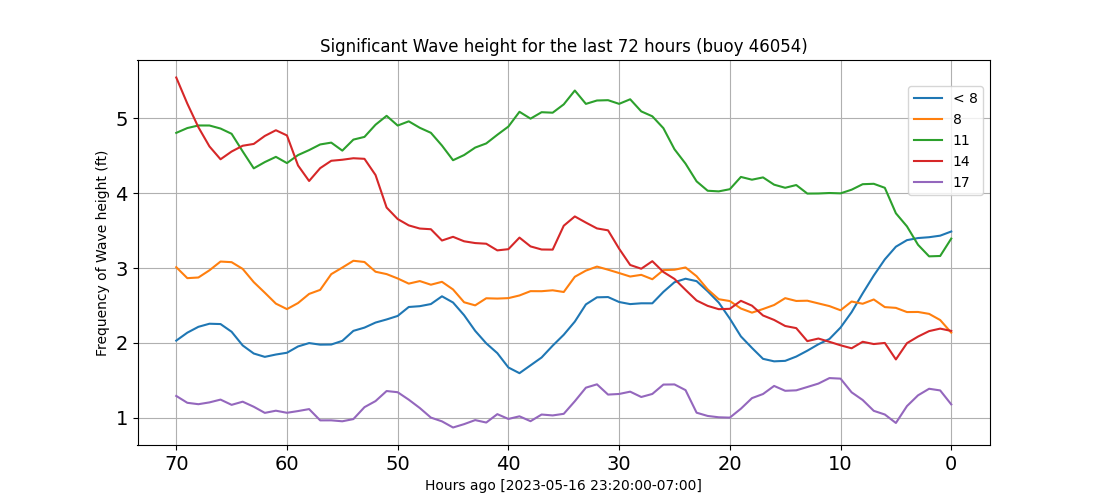 Significant Wave height for the last 72 hours (buoy 46054)
Frequency of Wave height (ft)
5
4
3
2
1
< 8
8
11
14
17
70 60 50 40 30 20 10 0
Hours ago [2023-05-16 23:20:00-07:00]